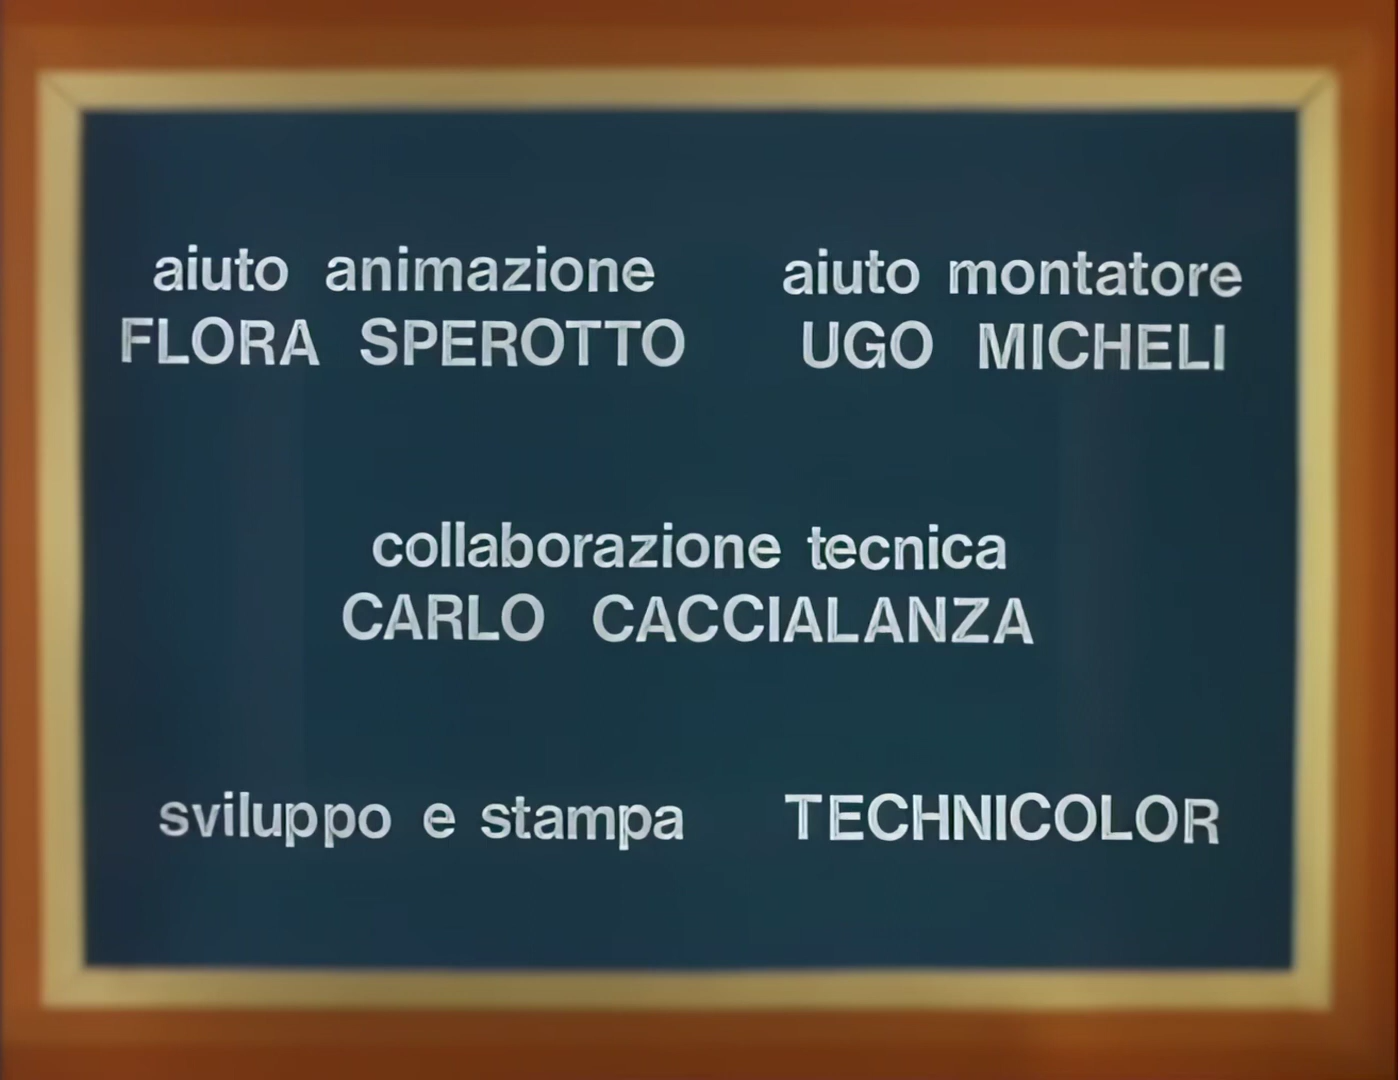 aiuto animazione
FLORA SPEROTTO
aiuto montatore
UGO MICHELI
collaborazione tecnica
CARLO CACCIALANZA
sviluppo e stampa TECHNICOLOR